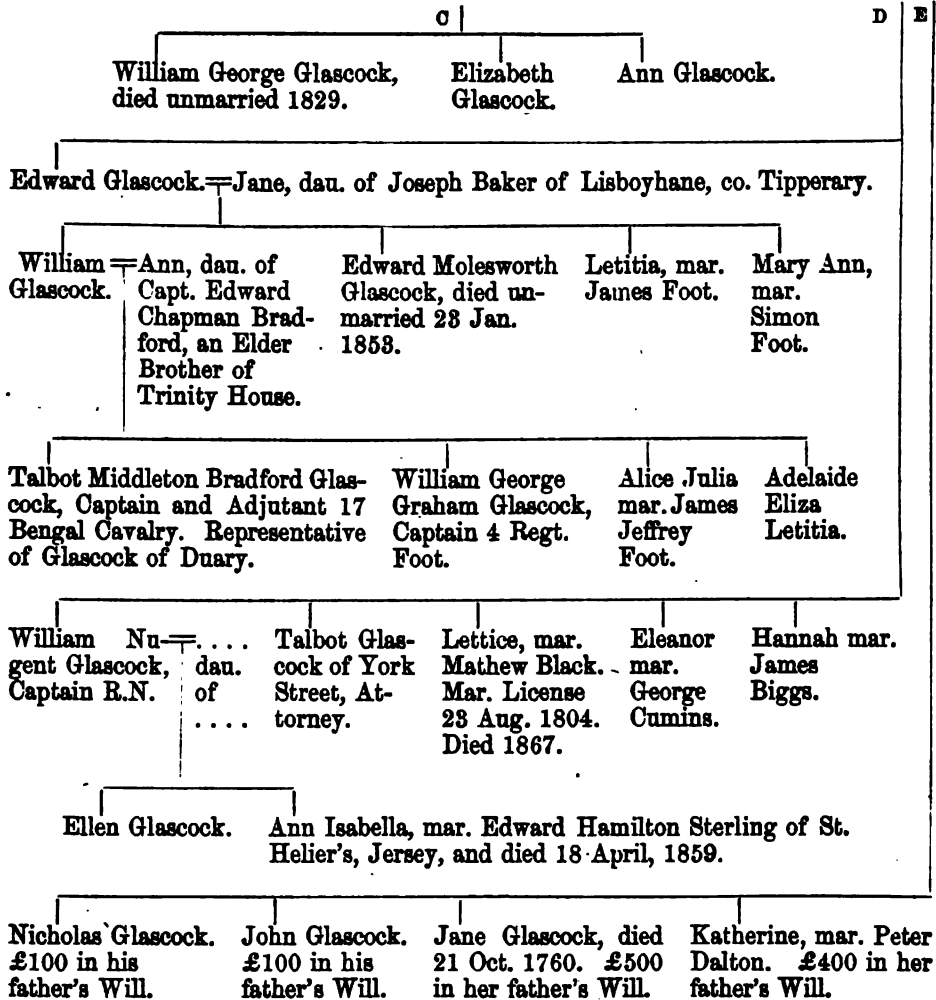 C D E
William George Glascock, Elizabeth Ann Glascock.
died unmarried 1829. Glascock.
Edward Glascock.=Jane, dau. of Joseph Baker of Lisboyhane, co. Tipperary.
William = Ann, dau. of Edward Molesworth Letitia, mar. Mary Ann,
Glascock. Capt. Edward Glascock, died un- James Foot. mar.
Chapman Brad- married 23 Jan. Simon
ford, an Elder 1853. Foot.
Brother of
Trinity House.
Talbot Middleton Bradford Glas- William George Alice Julia Adelaide
cock, Captain and Adjutant 17 Graham Glascock, mar. James Eliza
Bengal Cavalry. Representative Captain 4 Regt. Jeffrey Letitia.
of Glascock of Duary. Foot. Foot.
William Nu-=.... Talbot Glas- Lettice, mar. Eleanor Hannah mar.
gent Glascock, dau. cock of York Mathew Black. mar. James
Captain R.N. of Street, At- Mar. License George Biggs.
.... torney. 23 Aug. 1804. Cumins.
Died 1867.
Ellen Glascock. Ann Isabella, mar. Edward Hamilton Sterling of St.
Helier's, Jersey, and died 18 April, 1859.
Nicholas Glascock. John Glascock. Jane Glascock, died Katherine, mar. Peter
£100 in his £100 in his 21 Oct. 1760. £500 Dalton. £400 in her
father's Will. father's Will. in her father's Will. father's Will.